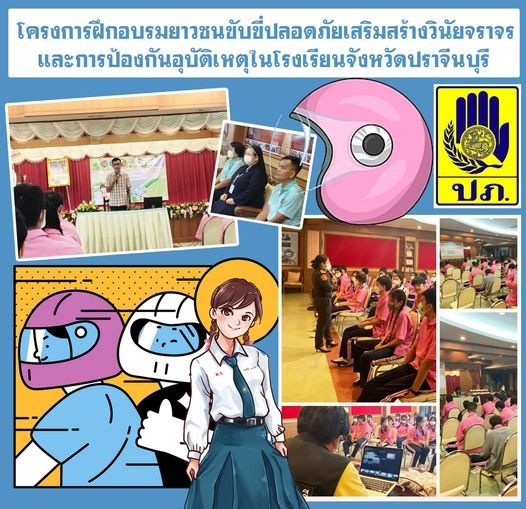 โครงการฝึกอบรมยาวชนขับขี่ปลอดภัยเสริมสร้างวินัยจราจร
และการป้องกันอุบัติเหตุในโรงเรียนจังหวัดปราจีนบุรี
ปภ.